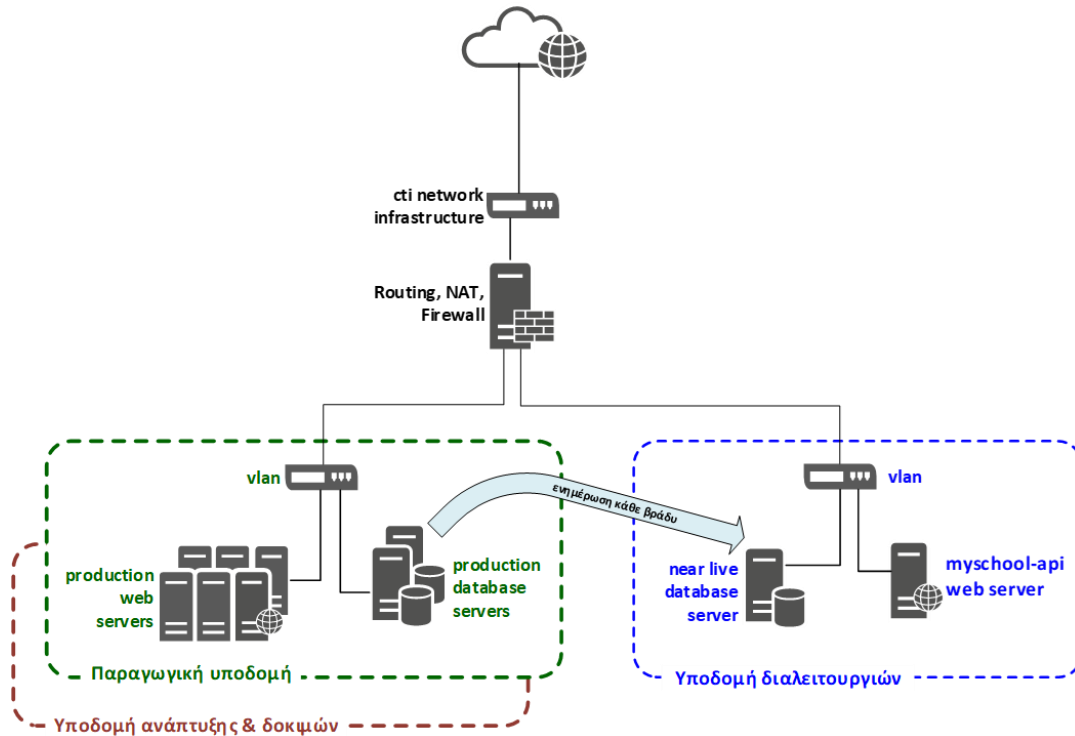 cti network
infrastructure
Routing, NAT,
Firewall
vlan
vlan
ενημέρωση κάθε βράδυ
production
web
servers
production
database
servers
near live
database
server
myschool-api
web server
Παραγωγική υποδομή
Υποδομή διαλειτουργιών
Υποδομή ανάπτυξης & δοκιμών